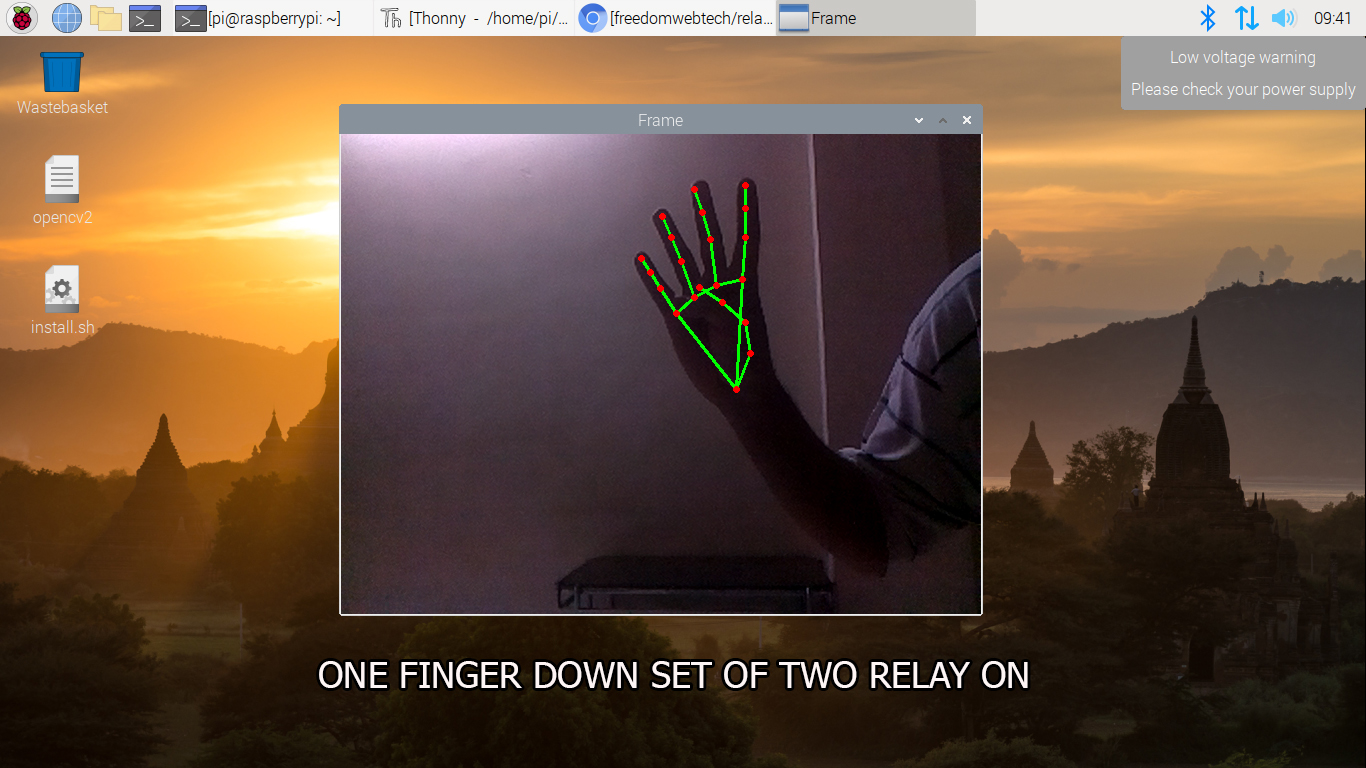 [pi@raspberrypi: ~]
[Thonny - /home/pi/...
[freedomwebtech/rela...
Frame
09:41
Low voltage warning
Please check your power supply
Wastebasket
opencv2
install.sh
Frame
ONE FINGER DOWN SET OF TWO RELAY ON